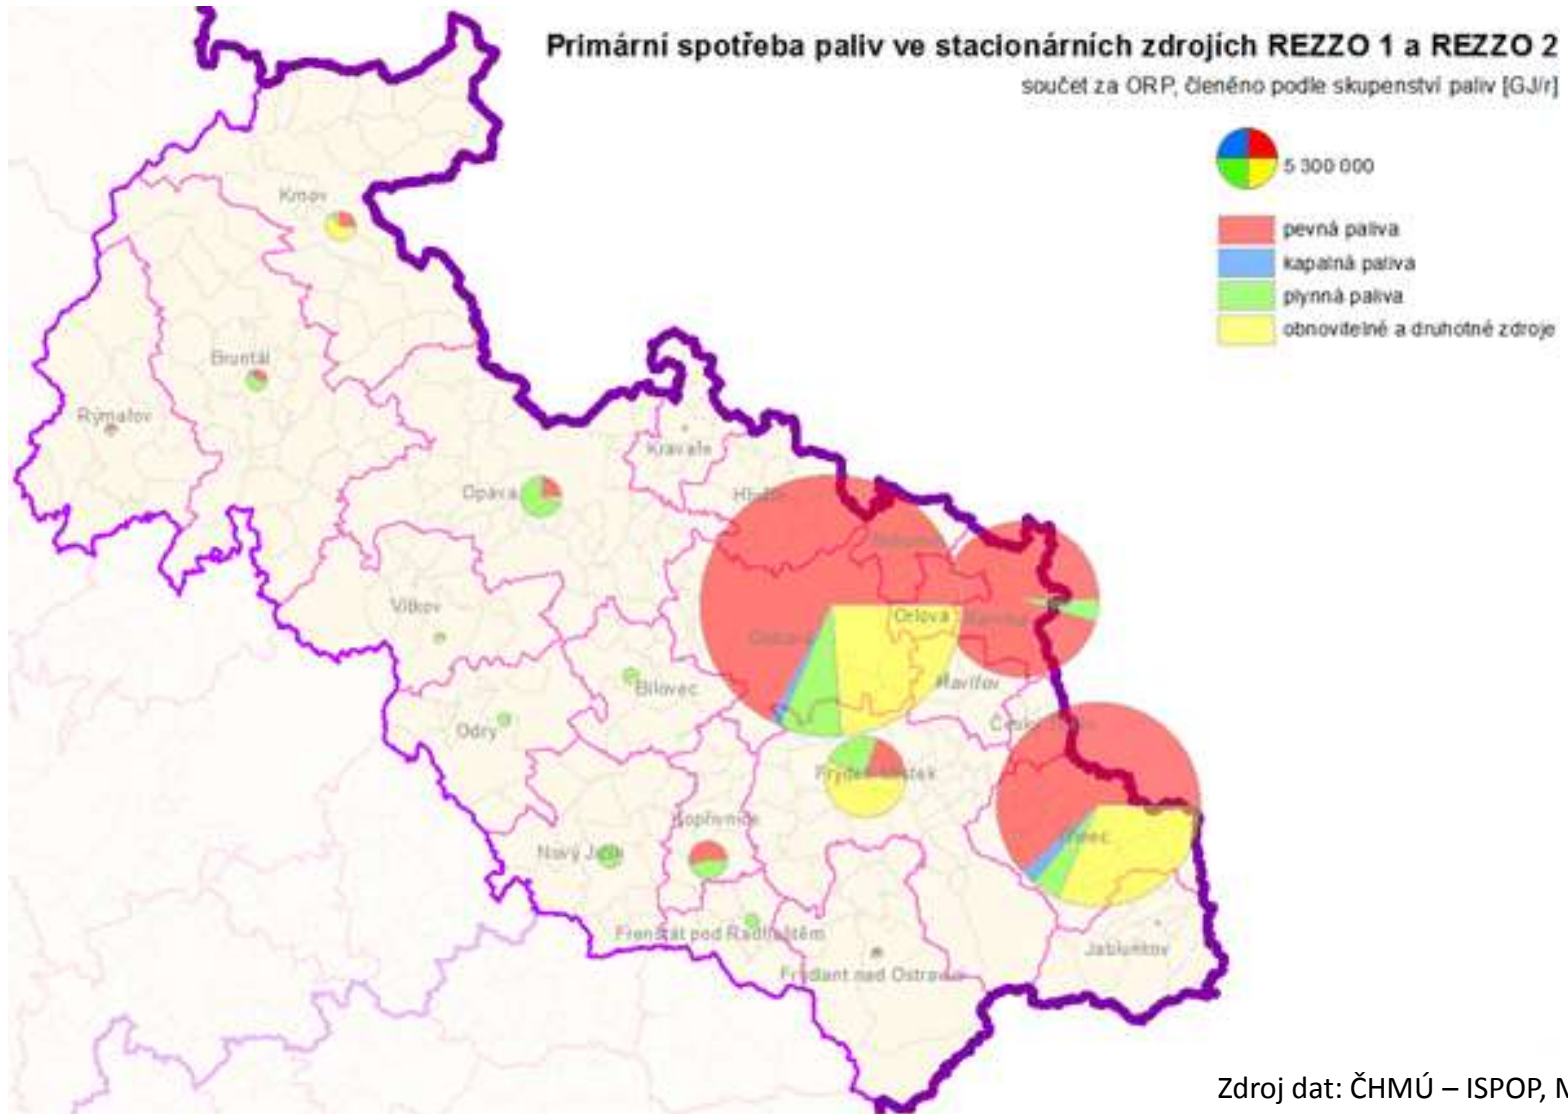 Primární spotřeba paliv ve stacionárních zdrojích REZZO 1 a REZZO 2
součet za ORP, členěno podle skupenství paliv [GJ/r]
5 300 000
pevná paliva
kapalná paliva
plynná paliva
obnovitelné a druhotné zdroje
Krnov
Bruntál
Rýmařov
Kravaře
Opava
Vítkov
Orlová
Bílovec
Havířov
Odry
Frýdek-Místek
Kopřivnice
Nový Jičín
Frenštát pod Radhoštěm
Jablunkov
Frýdlant nad Ostravicí
Zdroj dat: ČHMÚ – ISPOP, M